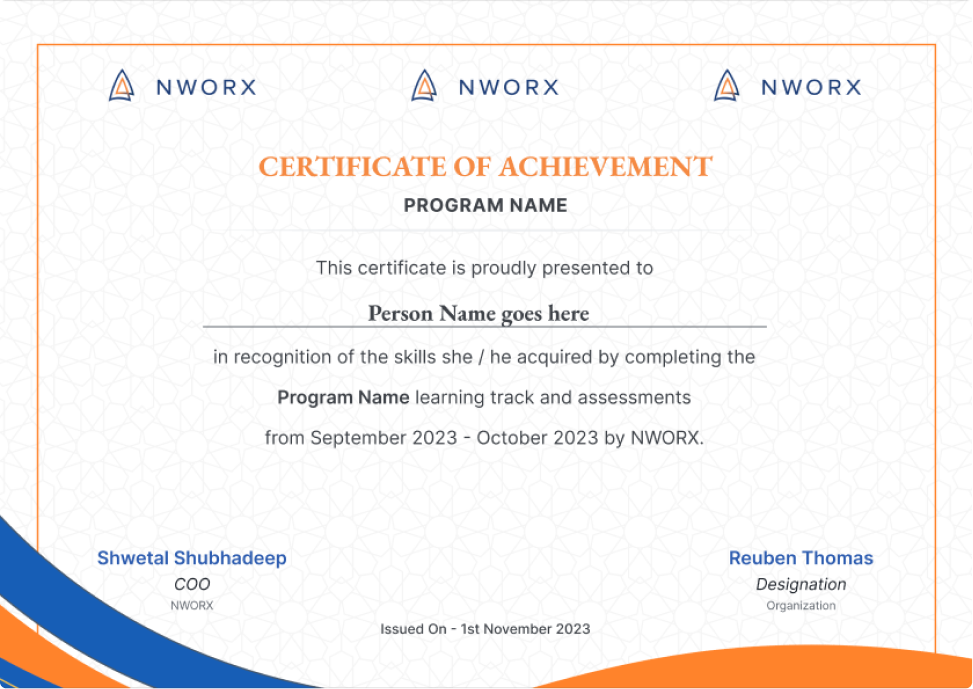 NWORX NWORX NWORX
CERTIFICATE OF ACHIEVEMENT
PROGRAM NAME
This certificate is proudly presented to
Person Name goes here
in recognition of the skills she / he acquired by completing the
Program Name learning track and assessments
from September 2023 - October 2023 by NWORX.
Shwetal Shubhadeep
COO
NWORX
Reuben Thomas
Designation
Organization
Issued On - 1st November 2023